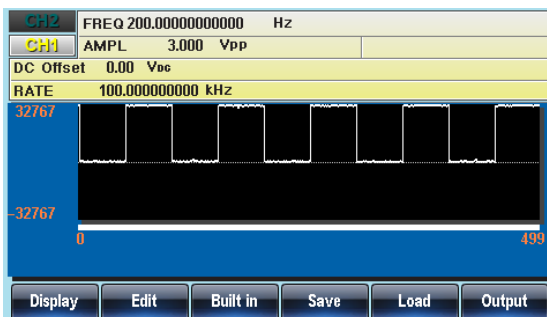 CH2 FREQ 200.00000000000 Hz
CH1 AMPL 3.000 Vpp
DC Offset 0.00 VDC
RATE 100.000000000 kHz
32767
-32767
0 499
Display Edit Built in Save Load Output